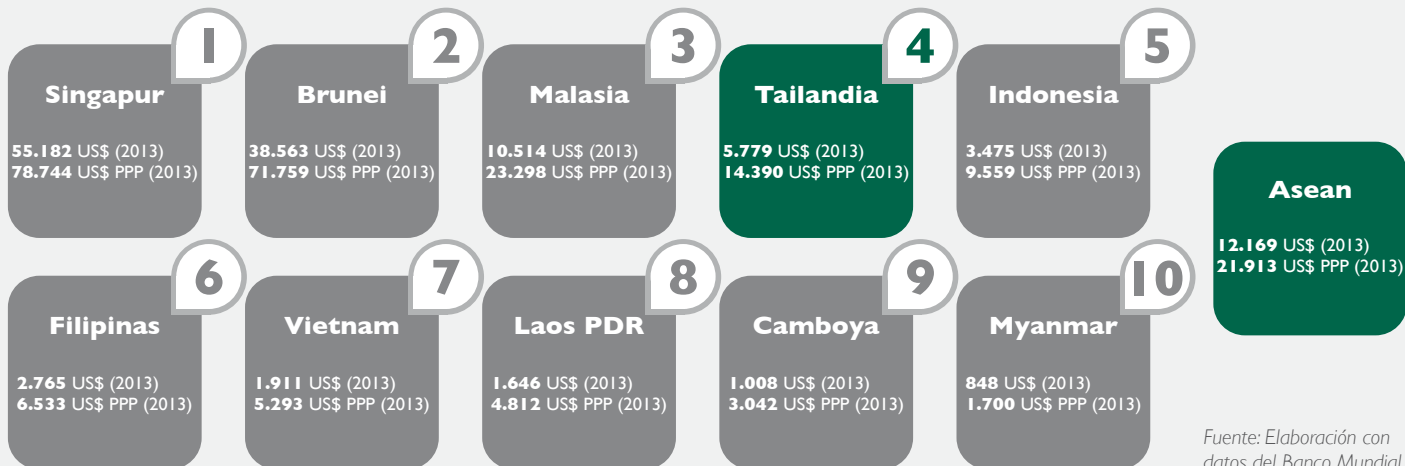 1
Singapur
55.182 US$ (2013)
78.744 US$ PPP (2013)
2
Brunei
38.563 US$ (2013)
71.759 US$ PPP (2013)
3
Malasia
10.514 US$ (2013)
23.298 US$ PPP (2013)
4
Tailandia
5.779 US$ (2013)
14.390 US$ PPP (2013)
5
Indonesia
3.475 US$ (2013)
9.559 US$ PPP (2013)
6
Filipinas
2.765 US$ (2013)
6.533 US$ PPP (2013)
7
Vietnam
1.911 US$ (2013)
5.293 US$ PPP (2013)
8
Laos PDR
1.646 US$ (2013)
4.812 US$ PPP (2013)
9
Camboya
1.008 US$ (2013)
3.042 US$ PPP (2013)
10
Myanmar
848 US$ (2013)
1.700 US$ PPP (2013)
Asean
12.169 US$ (2013)
21.913 US$ PPP (2013)
Fuente: Elaboración con
datos del Banco Mundial